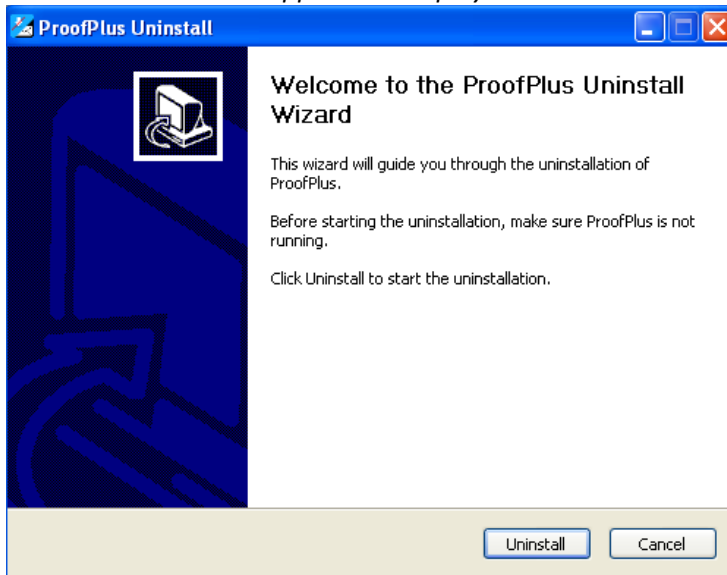 ProofPlus Uninstall
Welcome to the ProofPlus Uninstall
Wizard
This wizard will guide you through the uninstallation of
ProofPlus.
Before starting the uninstallation, make sure ProofPlus is not
running.
Click Uninstall to start the uninstallation.
Uninstall
Cancel